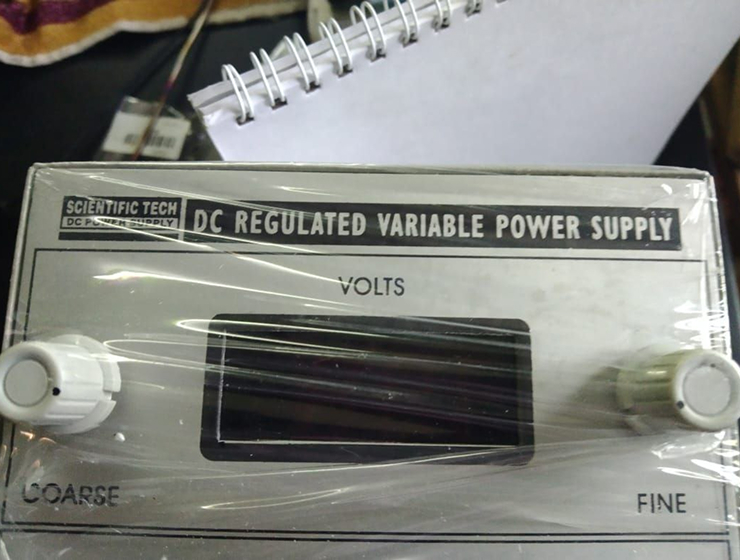 SCIENTIFIC TECH
DC POWER SUPPLY
DC REGULATED VARIABLE POWER SUPPLY
VOLTS
COARSE
FINE